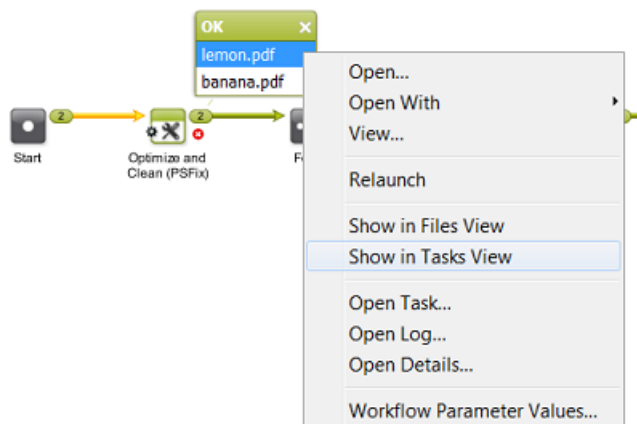 OK
lemon.pdf
banana.pdf
2
2
Start
Optimize and
Clean (PSFix)
Open...
Open With
View...
Relaunch
Show in Files View
Show in Tasks View
Open Task...
Open Log...
Open Details...
Workflow Parameter Values...